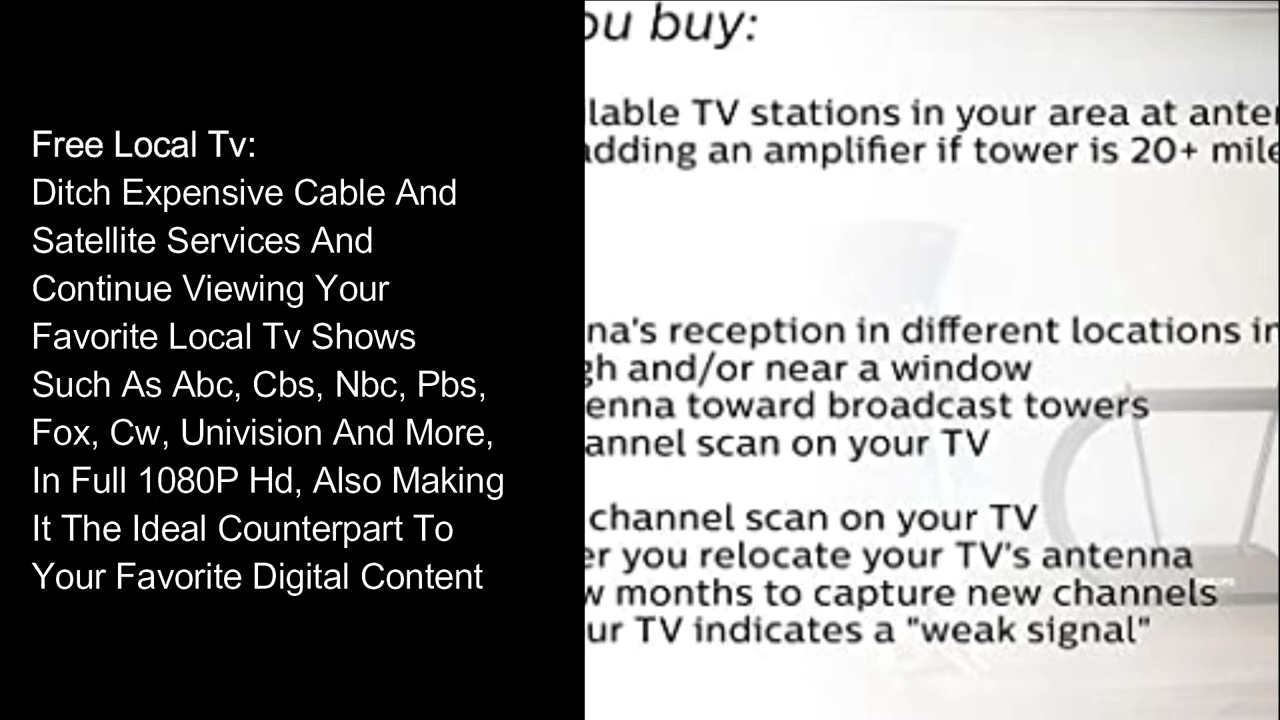 Free Local Tv:
Ditch Expensive Cable And
Satellite Services And
Continue Viewing Your
Favorite Local Tv Shows
Such As Abc, Cbs, Nbc, Pbs,
Fox, Cw, Univision And More,
In Full 1080P Hd, Also Making
It The Ideal Counterpart To
Your Favorite Digital Content
ou buy:
lable TV stations in your area at anten
adding an amplifier if tower is 20+ mile
na's reception in different locations in
gh and/or near a window
enna toward broadcast towers
annel scan on your TV
channel scan on your TV
er you relocate your TV's antenna
w months to capture new channels
ur TV indicates a "weak signal"